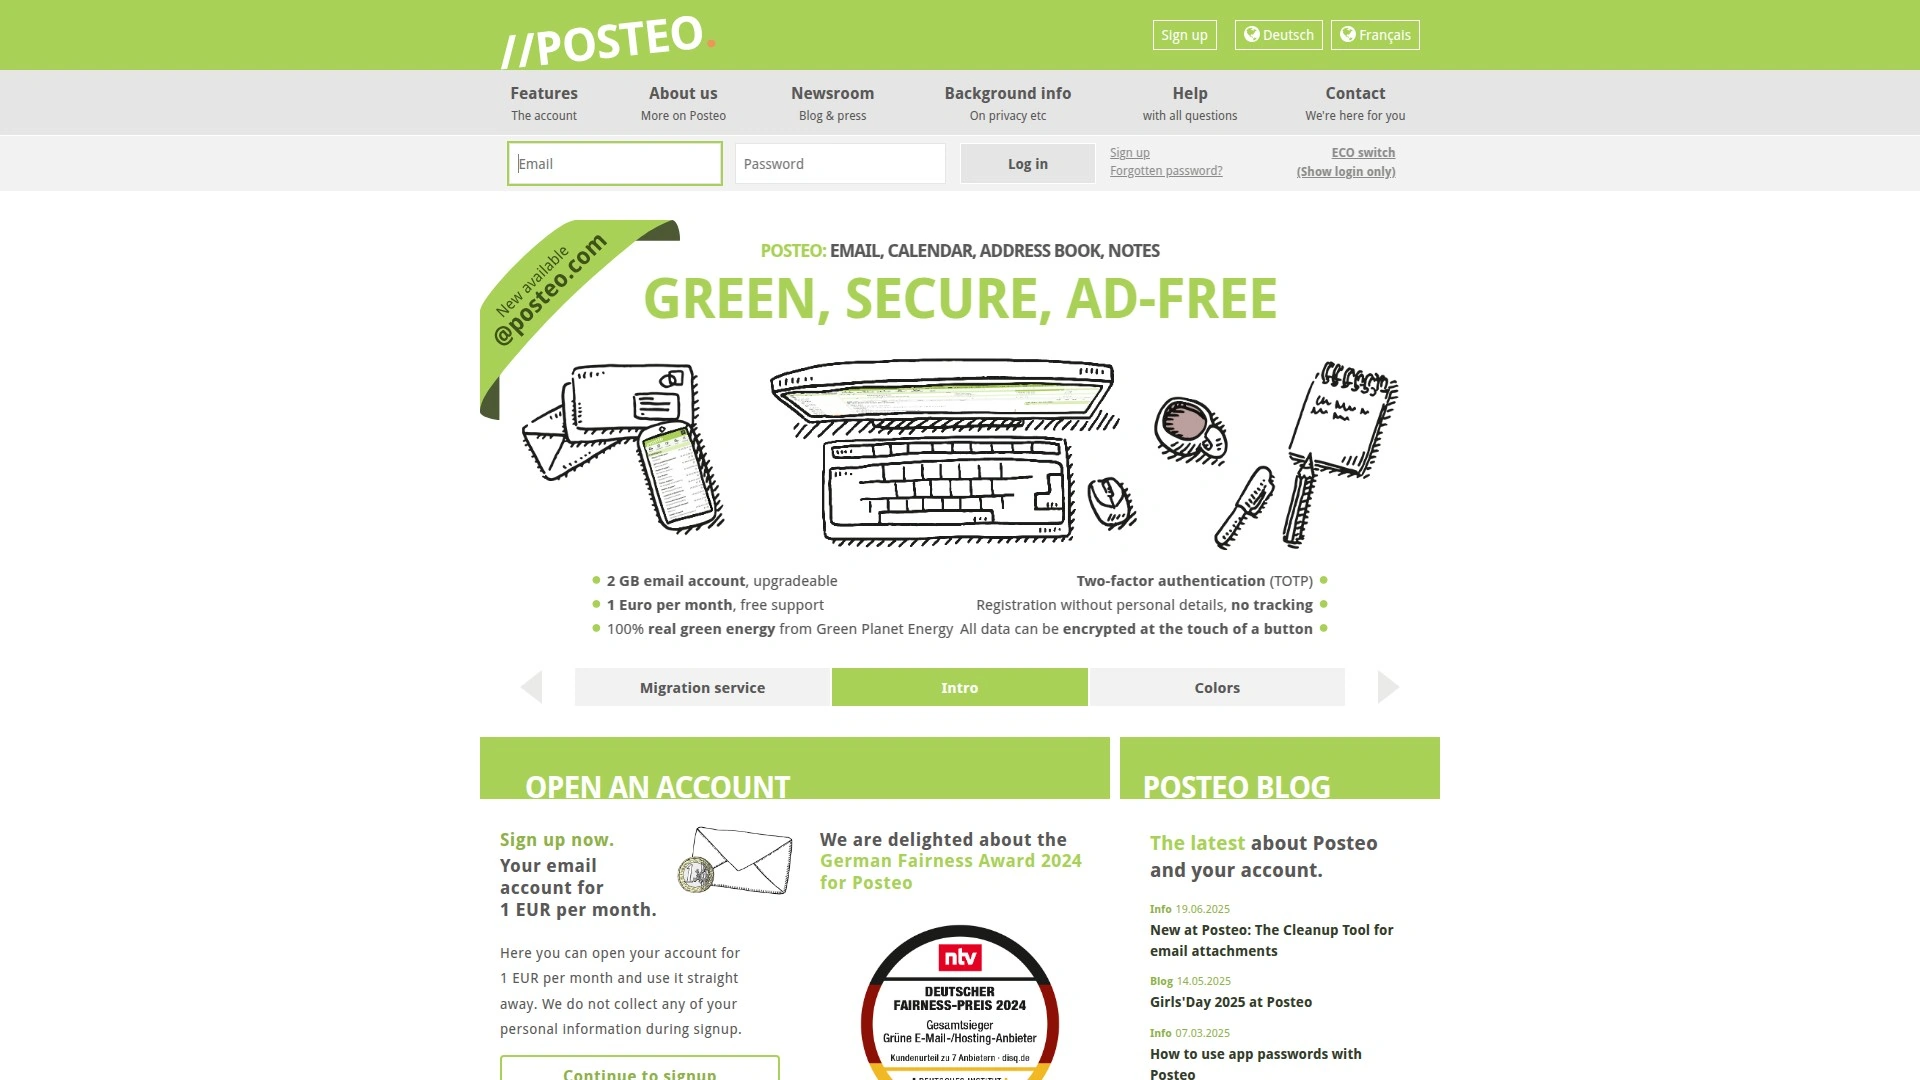 //POSTEO.
Sign up
Deutsch
Français
Features
The account
About us
More on Posteo
Newsroom
Blog & press
Background info
On privacy etc
Help
with all questions
Contact
We're here for you
Email
Password
Log in
Sign up
Forgotten password?
ECO switch
(Show login only)
New available
@posteo.com
POSTEO: EMAIL, CALENDAR, ADDRESS BOOK, NOTES
GREEN, SECURE, AD-FREE
2 GB email account, upgradeable
1 Euro per month, free support
100% real green energy from Green Planet Energy
Two-factor authentication (TOTP)
Registration without personal details, no tracking
All data can be encrypted at the touch of a button
Migration service
Intro
Colors
OPEN AN ACCOUNT
Sign up now.
Your email
account for
1 EUR per month.
Here you can open your account for
1 EUR per month and use it straight
away. We do not collect any of your
personal information during signup.
Continue to signup
We are delighted about the
German Fairness Award 2024
for Posteo
ntv
DEUTSCHER
FAIRNESS-PREIS 2024
Gesamtsieger
Grüne E-Mail-/Hosting-Anbieter
Kundenurteil zu 7 Anbietern · disq.de
POSTEO BLOG
The latest about Posteo
and your account.
Info 19.06.2025
New at Posteo: The Cleanup Tool for
email attachments
Blog 14.05.2025
Girls'Day 2025 at Posteo
Info 07.03.2025
How to use app passwords with
Posteo